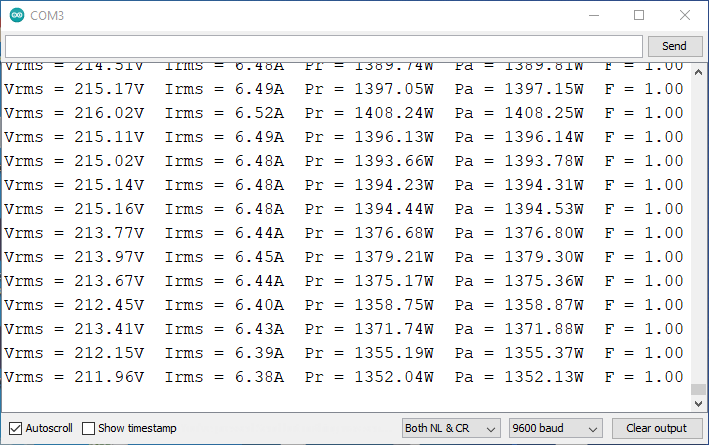 COM3
Send
Vrms = 214.51V  Irms = 6.48A  Pr = 1389.74W  Pa = 1389.81W  F = 1.00
Vrms = 215.17V  Irms = 6.49A  Pr = 1397.05W  Pa = 1397.15W  F = 1.00
Vrms = 216.02V  Irms = 6.52A  Pr = 1408.24W  Pa = 1408.25W  F = 1.00
Vrms = 215.11V  Irms = 6.49A  Pr = 1396.13W  Pa = 1396.14W  F = 1.00
Vrms = 215.02V  Irms = 6.48A  Pr = 1393.66W  Pa = 1393.78W  F = 1.00
Vrms = 215.14V  Irms = 6.48A  Pr = 1394.23W  Pa = 1394.31W  F = 1.00
Vrms = 215.16V  Irms = 6.48A  Pr = 1394.44W  Pa = 1394.53W  F = 1.00
Vrms = 213.77V  Irms = 6.44A  Pr = 1376.68W  Pa = 1376.80W  F = 1.00
Vrms = 213.97V  Irms = 6.45A  Pr = 1379.21W  Pa = 1379.30W  F = 1.00
Vrms = 213.67V  Irms = 6.44A  Pr = 1375.17W  Pa = 1375.36W  F = 1.00
Vrms = 212.45V  Irms = 6.40A  Pr = 1358.75W  Pa = 1358.87W  F = 1.00
Vrms = 213.41V  Irms = 6.43A  Pr = 1371.74W  Pa = 1371.88W  F = 1.00
Vrms = 212.15V  Irms = 6.39A  Pr = 1355.19W  Pa = 1355.37W  F = 1.00
Vrms = 211.96V  Irms = 6.38A  Pr = 1352.04W  Pa = 1352.13W  F = 1.00
Autoscroll  Show timestamp  Both NL & CR  9600 baud  Clear output